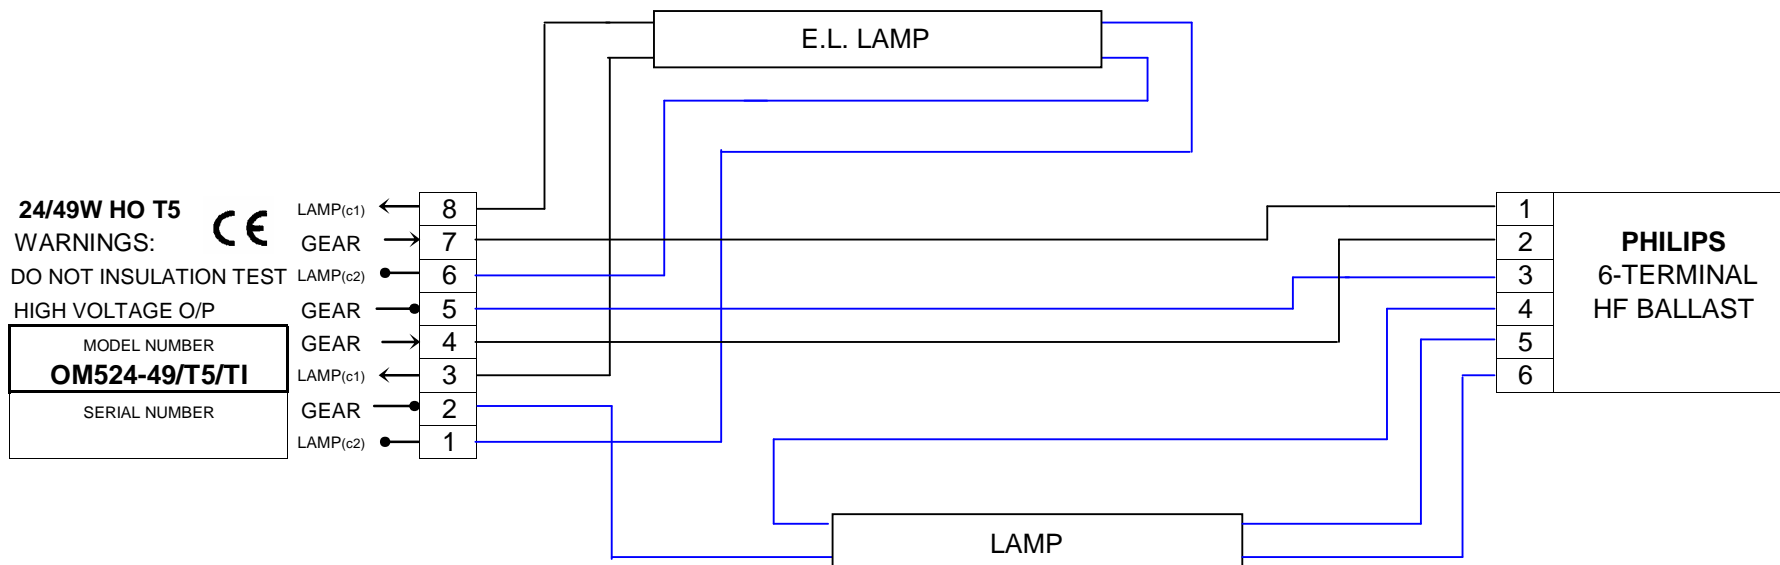 E.L. LAMP
24/49W HO T5 CE LAMP(c1) 8 1
WARNINGS: GEAR 7 2 PHILIPS
DO NOT INSULATION TEST LAMP(c2) 6 3 6-TERMINAL
HIGH VOLTAGE O/P GEAR 5 4 HF BALLAST
MODEL NUMBER GEAR 4 5
OM524-49/T5/TI LAMP(c1) 3 6
SERIAL NUMBER GEAR 2
LAMP(c2) 1
LAMP